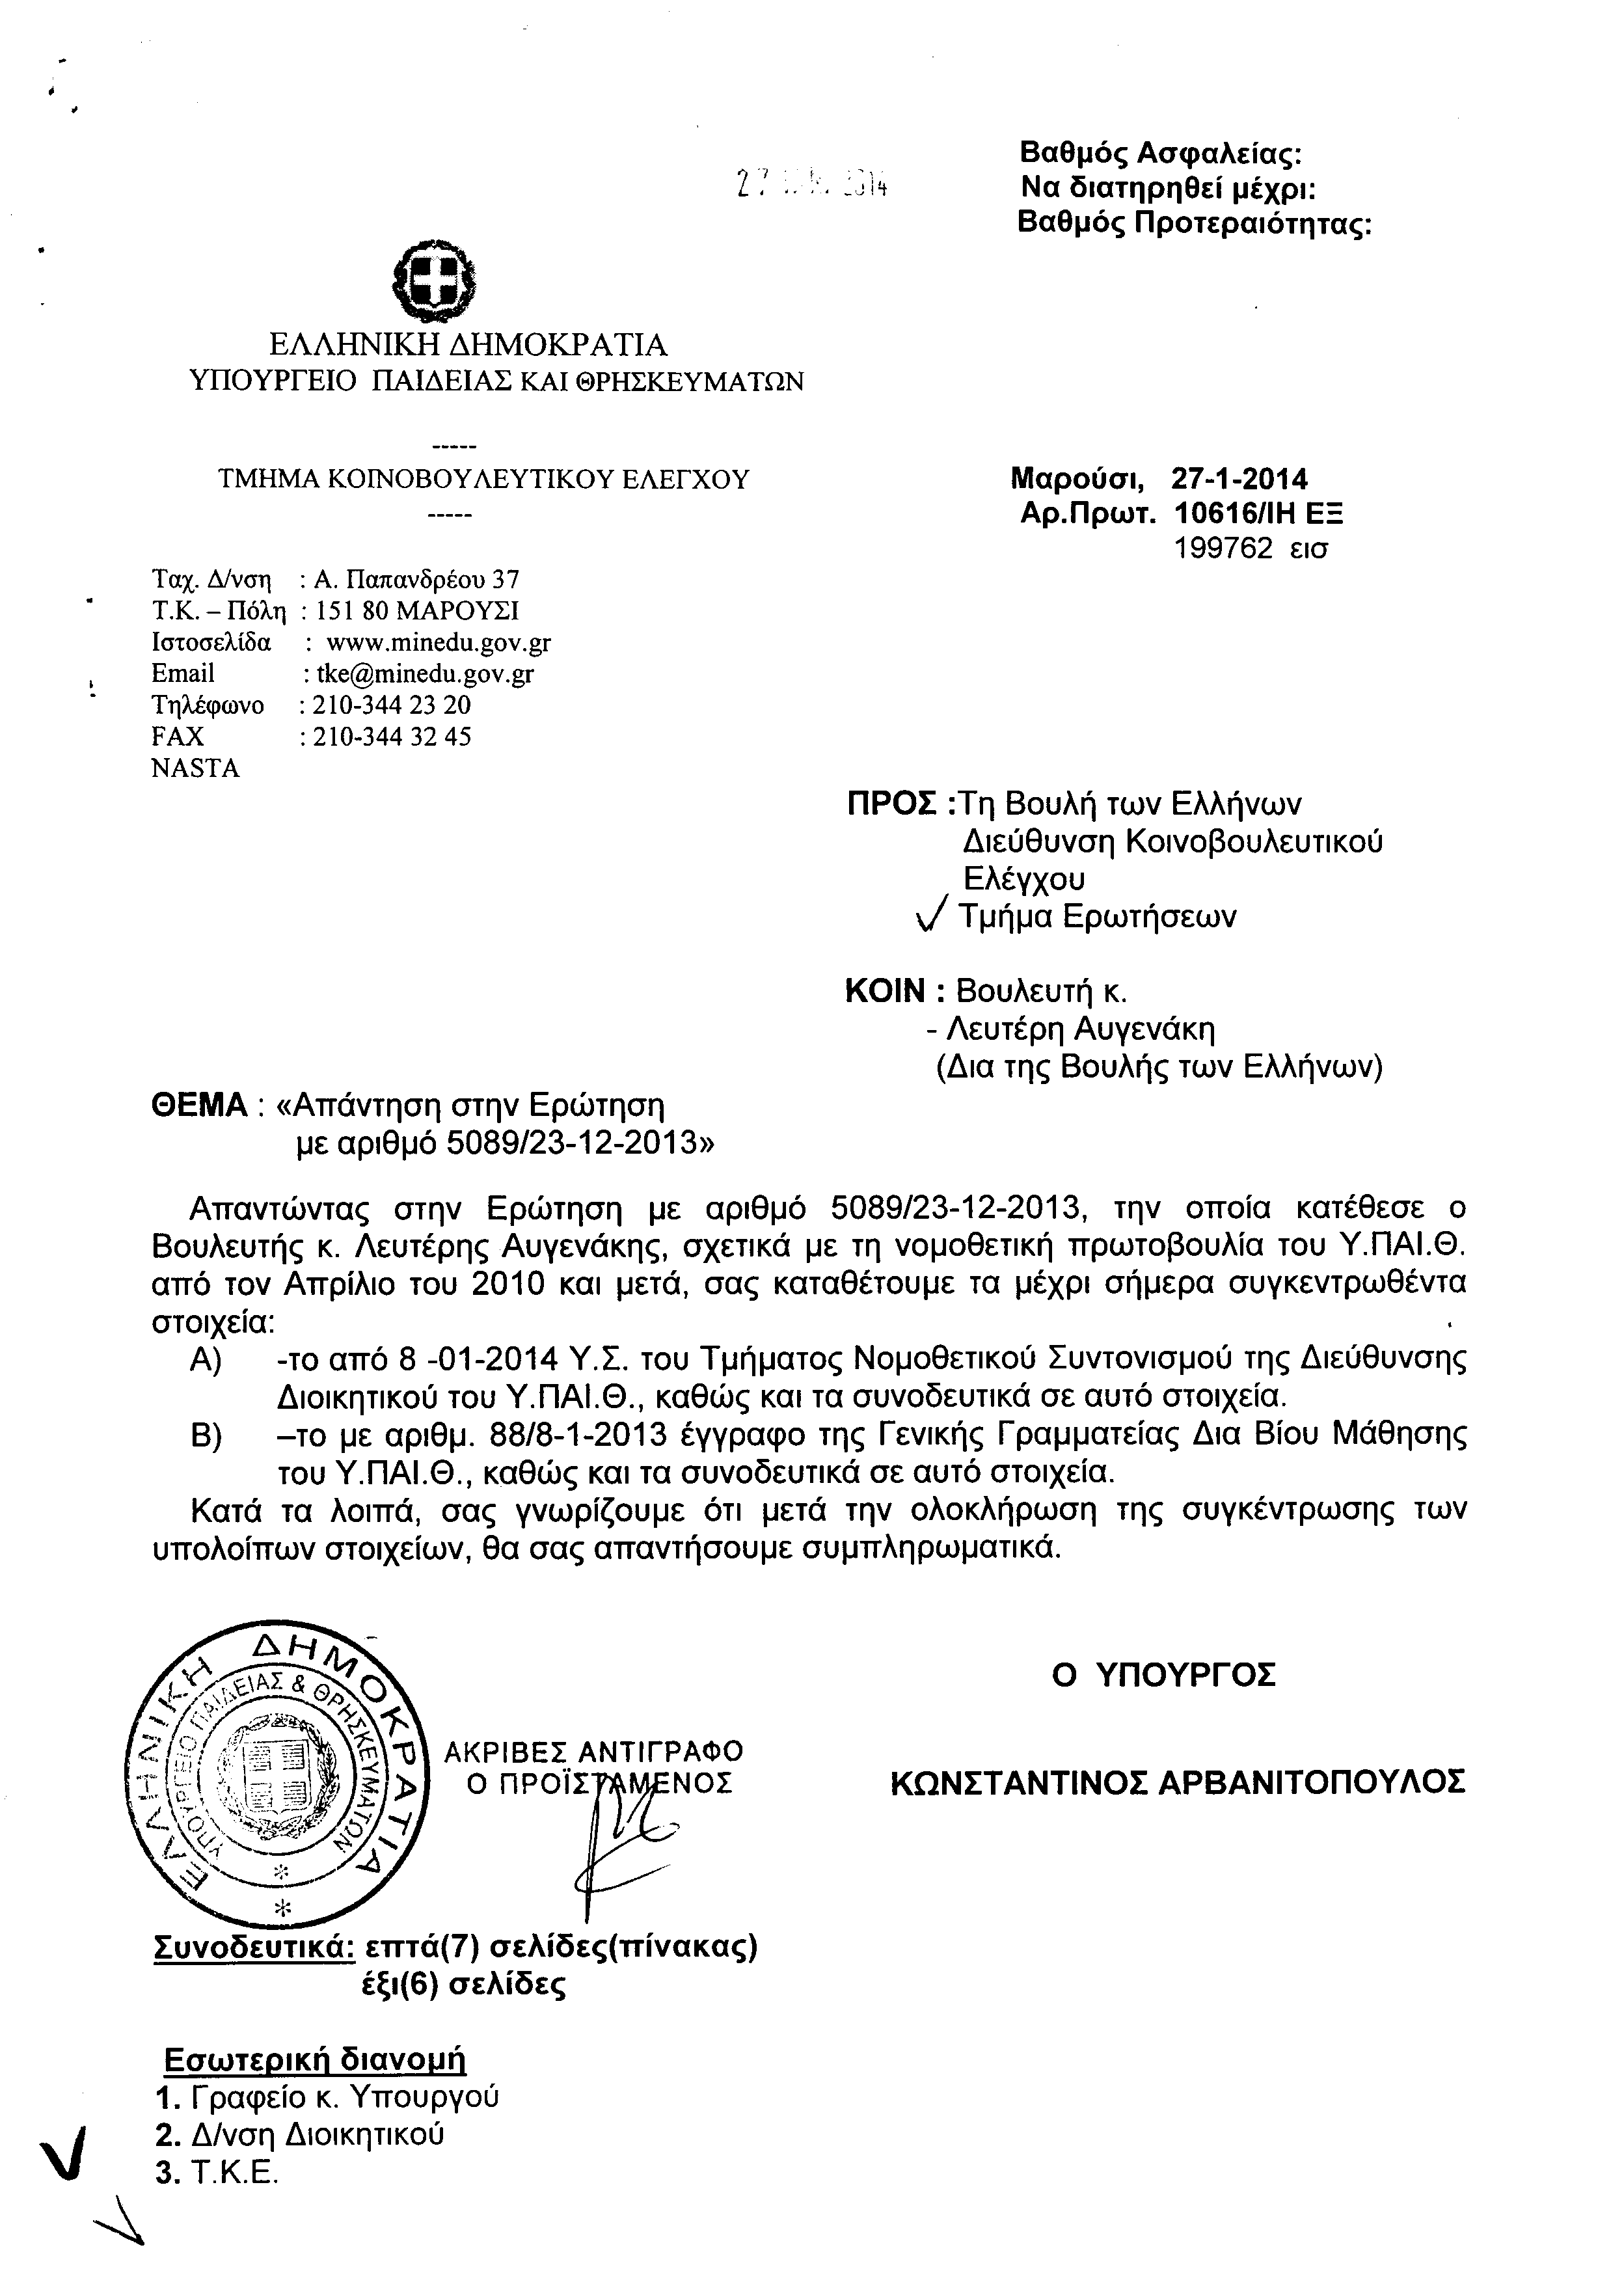 Βαθμός Ασφαλείας:
Να διατηρηθεί μέχρι:
Βαθμός Προτεραιότητας:
ΕΛΛΗΝΙΚΗ ΔΗΜΟΚΡΑΤΙΑ
ΥΠΟΥΡΓΕΙΟ ΠΑΙΔΕΙΑΣ ΚΑΙ ΘΡΗΣΚΕΥΜΑΤΩΝ
-----
ΤΜΗΜΑ ΚΟΙΝΟΒΟΥΛΕΥΤΙΚΟΥ ΕΛΕΓΧΟΥ
-----
Μαρούσι, 27-1-2014
Αρ.Πρωτ. 10616/ΙΗ ΕΞ
199762 εισ
Ταχ. Δ/νση : Α. Παπανδρέου 37
Τ.Κ. – Πόλη : 151 80 ΜΑΡΟΥΣΙ
Ιστοσελίδα : www.minedu.gov.gr
Email : tke@minedu.gov.gr
Τηλέφωνο : 210-344 23 20
FAX : 210-344 32 45
NASTA
ΠΡΟΣ :Τη Βουλή των Ελλήνων
Διεύθυνση Κοινοβουλευτικού
Ελέγχου
Τμήμα Ερωτήσεων
ΚΟΙΝ : Βουλευτή κ.
- Λευτέρη Αυγενάκη
(Δια της Βουλής των Ελλήνων)
ΘΕΜΑ : «Απάντηση στην Ερώτηση
με αριθμό 5089/23-12-2013»
Απαντώντας στην Ερώτηση με αριθμό 5089/23-12-2013, την οποία κατέθεσε ο
Βουλευτής κ. Λευτέρης Αυγενάκης, σχετικά με τη νομοθετική πρωτοβουλία του Υ.ΠΑΙ.Θ.
από τον Απρίλιο του 2010 και μετά, σας καταθέτουμε τα μέχρι σήμερα συγκεντρωθέντα
στοιχεία:
Α) -το από 8 -01-2014 Υ.Σ. του Τμήματος Νομοθετικού Συντονισμού της Διεύθυνσης
Διοικητικού του Υ.ΠΑΙ.Θ., καθώς και τα συνοδευτικά σε αυτό στοιχεία.
Β) –το με αριθμ. 88/8-1-2013 έγγραφο της Γενικής Γραμματείας Δια Βίου Μάθησης
του Υ.ΠΑΙ.Θ., καθώς και τα συνοδευτικά σε αυτό στοιχεία.
Κατά τα λοιπά, σας γνωρίζουμε ότι μετά την ολοκλήρωση της συγκέντρωσης των
υπολοίπων στοιχείων, θα σας απαντήσουμε συμπληρωματικά.
ΕΛΛΗΝΙΚΗ ΔΗΜΟΚΡΑΤΙΑ
ΥΠΟΥΡΓΕΙΟ ΠΑΙΔΕΙΑΣ & ΘΡΗΣΚΕΥΜΑΤΩΝ
Ο ΥΠΟΥΡΓΟΣ
ΑΚΡΙΒΕΣ ΑΝΤΙΓΡΑΦΟ
Ο ΠΡΟΪΣΤΑΜΕΝΟΣ
ΚΩΝΣΤΑΝΤΙΝΟΣ ΑΡΒΑΝΙΤΟΠΟΥΛΟΣ
Συνοδευτικά: επτά(7) σελίδες(πίνακας)
έξι(6) σελίδες
Εσωτερική διανομή
1. Γραφείο κ. Υπουργού
2. Δ/νση Διοικητικού
3. Τ.Κ.Ε.